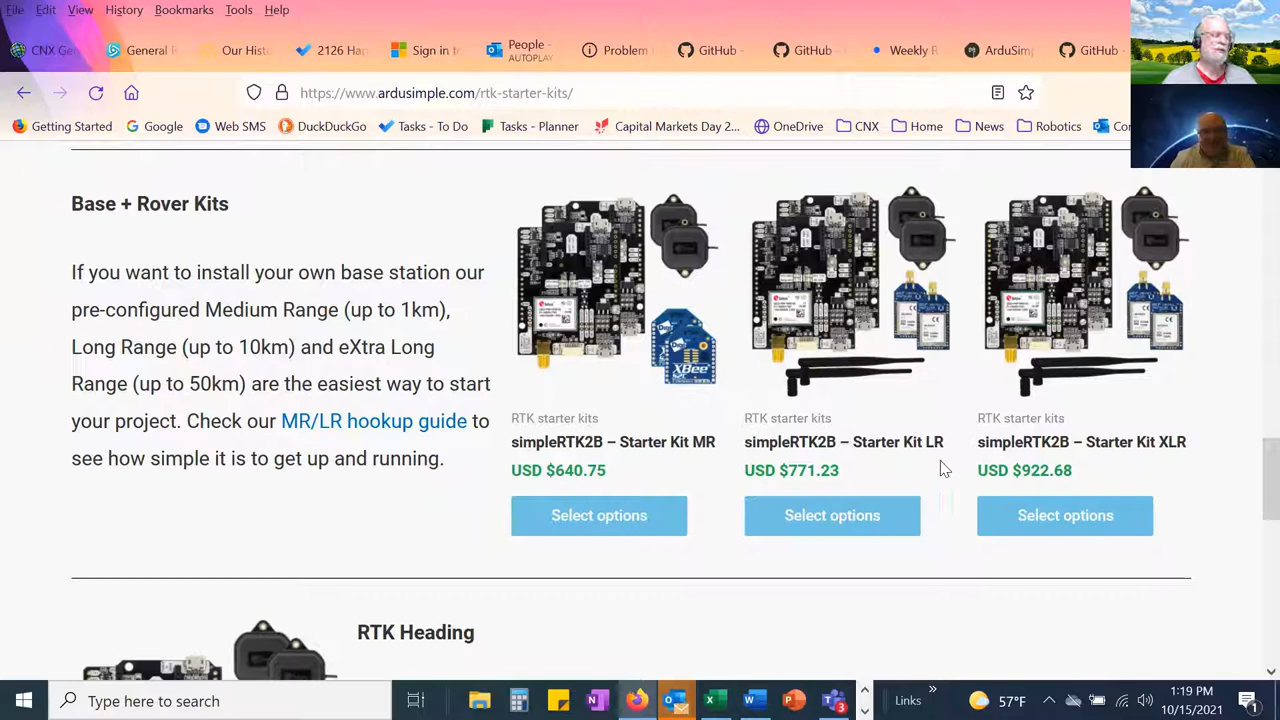 File Edit View History Bookmarks Tools Help
CNX Ge
General R
Our Hist
2126 Hap
Sign in t
People -
AUTOPLAY
Problem
GitHub -
GitHub -
Weekly R
ArduSimp
GitHub -
https://www.ardusimple.com/rtk-starter-kits/
Getting Started Google Web SMS DuckDuckGo Tasks - To Do Tasks - Planner Capital Markets Day 2... OneDrive CNX Home News Robotics Co
Base + Rover Kits
If you want to install your own base station our
pre-configured Medium Range (up to 1km),
Long Range (up to 10km) and eXtra Long
Range (up to 50km) are the easiest way to start
your project. Check our MR/LR hookup guide to
see how simple it is to get up and running.
XBee
RTK starter kits
simpleRTK2B – Starter Kit MR
USD $640.75
Select options
RTK starter kits
simpleRTK2B – Starter Kit LR
USD $771.23
Select options
RTK starter kits
simpleRTK2B – Starter Kit XLR
USD $922.68
Select options
RTK Heading
Type here to search
3
Links
»
57°F
1:19 PM
10/15/2021
1